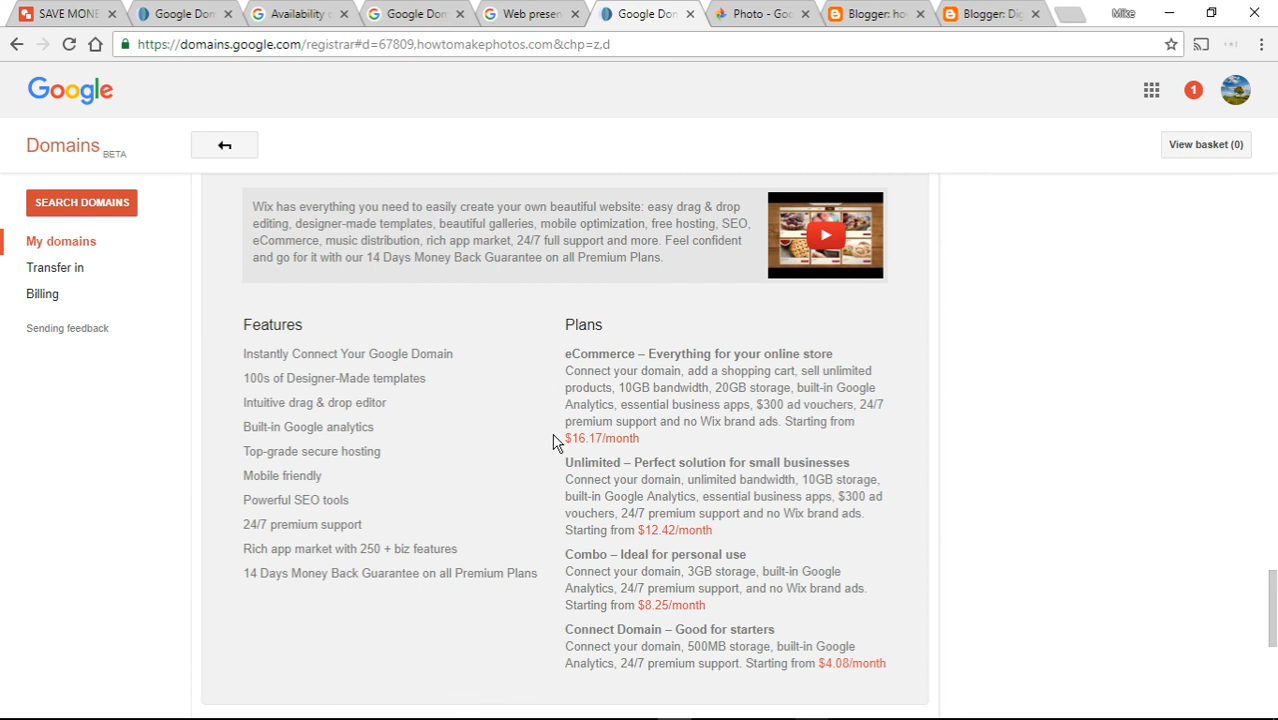 SAVE MONE
Google Don
Availability
Google Dom
Web presen
Google Don
Photo - Goo
Blogger: ho
Blogger: Dig
Mike
https://domains.google.com/registrar#d=67809,howtomakephotos.com&chp=z,d
Google
1
Domains BETA
View basket (0)
SEARCH DOMAINS
My domains
Transfer in
Billing
Sending feedback
Wix has everything you need to easily create your own beautiful website: easy drag & drop
editing, designer-made templates, beautiful galleries, mobile optimization, free hosting, SEO,
eCommerce, music distribution, rich app market, 24/7 full support and more. Feel confident
and go for it with our 14 Days Money Back Guarantee on all Premium Plans.
Features
Instantly Connect Your Google Domain
100s of Designer-Made templates
Intuitive drag & drop editor
Built-in Google analytics
Top-grade secure hosting
Mobile friendly
Powerful SEO tools
24/7 premium support
Rich app market with 250 + biz features
14 Days Money Back Guarantee on all Premium Plans
Plans
eCommerce – Everything for your online store
Connect your domain, add a shopping cart, sell unlimited
products, 10GB bandwidth, 20GB storage, built-in Google
Analytics, essential business apps, $300 ad vouchers, 24/7
premium support and no Wix brand ads. Starting from
$16.17/month
Unlimited – Perfect solution for small businesses
Connect your domain, unlimited bandwidth, 10GB storage,
built-in Google Analytics, essential business apps, $300 ad
vouchers, 24/7 premium support and no Wix brand ads.
Starting from $12.42/month
Combo – Ideal for personal use
Connect your domain, 3GB storage, built-in Google
Analytics, 24/7 premium support, and no Wix brand ads.
Starting from $8.25/month
Connect Domain – Good for starters
Connect your domain, 500MB storage, built-in Google
Analytics, 24/7 premium support. Starting from $4.08/month